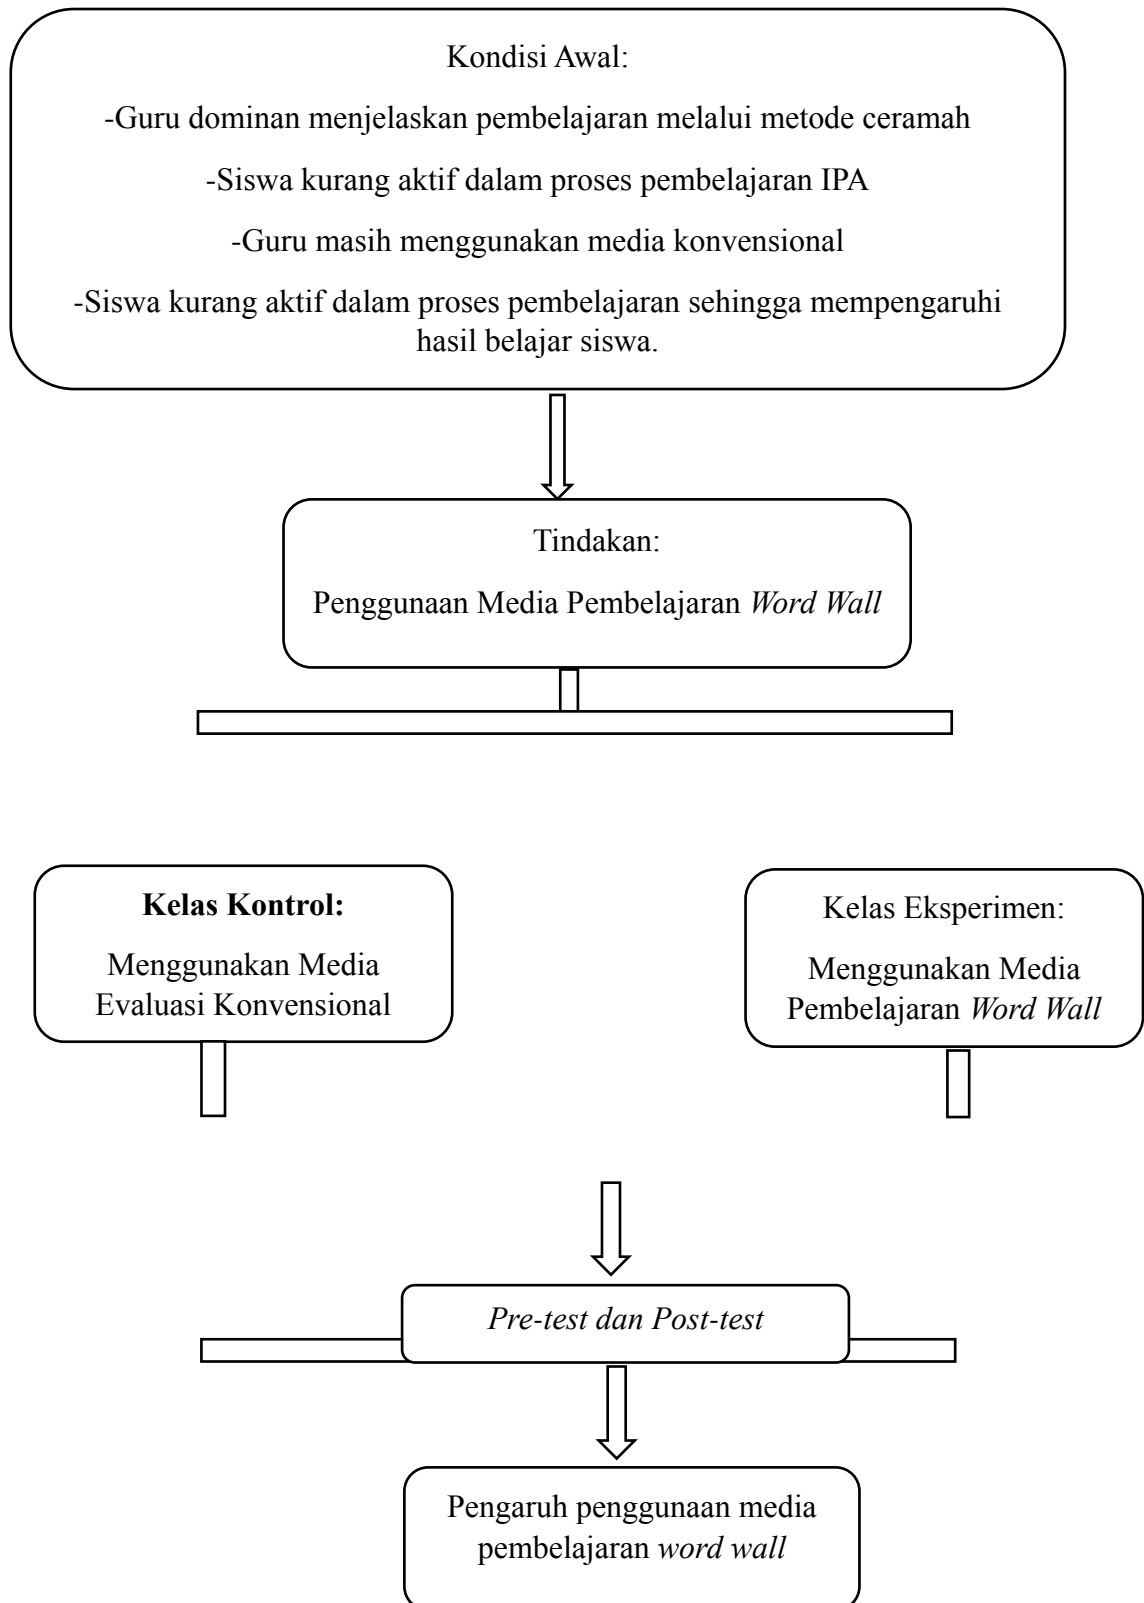 Kondisi Awal:
-Guru dominan menjelaskan pembelajaran melalui metode ceramah
-Siswa kurang aktif dalam proses pembelajaran IPA
-Guru masih menggunakan media konvensional
-Siswa kurang aktif dalam proses pembelajaran sehingga mempengaruhi
hasil belajar siswa.
Tindakan:
Penggunaan Media Pembelajaran Word Wall
Kelas Kontrol:
Menggunakan Media
Evaluasi Konvensional
Kelas Eksperimen:
Menggunakan Media
Pembelajaran Word Wall
Pre-test dan Post-test
Pengaruh penggunaan media
pembelajaran word wall